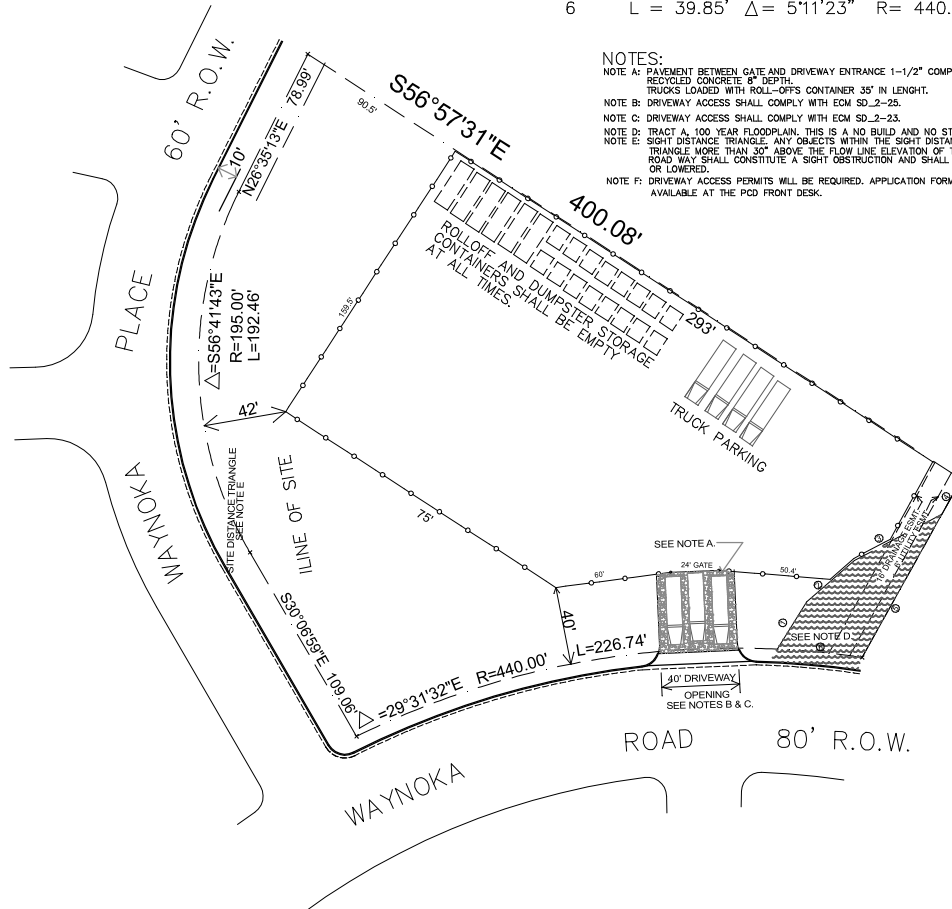 6 L = 39.85' △= 5°11'23" R= 440.
NOTES:
NOTE A: PAVEMENT BETWEEN GATE AND DRIVEWAY ENTRANCE 1-1/2" COMP
RECYCLED CONCRETE 8" DEPTH.
TRUCKS LOADED WITH ROLL-OFFS CONTAINER 35' IN LENGHT.
NOTE B: DRIVEWAY ACCESS SHALL COMPLY WITH ECM SD_2-25.
NOTE C: DRIVEWAY ACCESS SHALL COMPLY WITH ECM SD_2-23.
NOTE D: TRACT A, 100 YEAR FLOODPLAIN. THIS IS A NO BUILD AND NO ST
NOTE E: SIGHT DISTANCE TRIANGLE. ANY OBJECTS WITHIN THE SIGHT DISTAN
TRIANGLE MORE THAN 30" ABOVE THE FLOW LINE ELEVATION OF T
ROAD WAY SHALL CONSTITUTE A SIGHT OBSTRUCTION AND SHALL
OR LOWERED.
NOTE F: DRIVEWAY ACCESS PERMITS WILL BE REQUIRED. APPLICATION FORM
AVAILABLE AT THE PCD FRONT DESK.
60' R.O.W.
78.99'
N26°35'13"E
10'
90.5'
S56°57'31"E
400.08'
293'
159.5'
ROLLOFF AND DUMPSTER STORAGE
CONTAINERS SHALL BE EMPTY
AT ALL TIMES.
TRUCK PARKING
PLACE
WAYNOKA
△=S56°41'43"E
R=195.00'
L=192.46'
42'
SITE DISTANCE TRIANGLE
SEE NOTE E
ILINE OF SITE
75'
S30°06'59"E 109.06'
SEE NOTE A.
24' GATE
60'
50.4'
16' DRAINAGE ESMT.
5' UTILITY ESMT.
SEE NOTE D.
40'
△ =29°31'32"E R=440.00' L=226.74'
40' DRIVEWAY
OPENING
SEE NOTES B & C.
WAYNOKA ROAD 80' R.O.W.